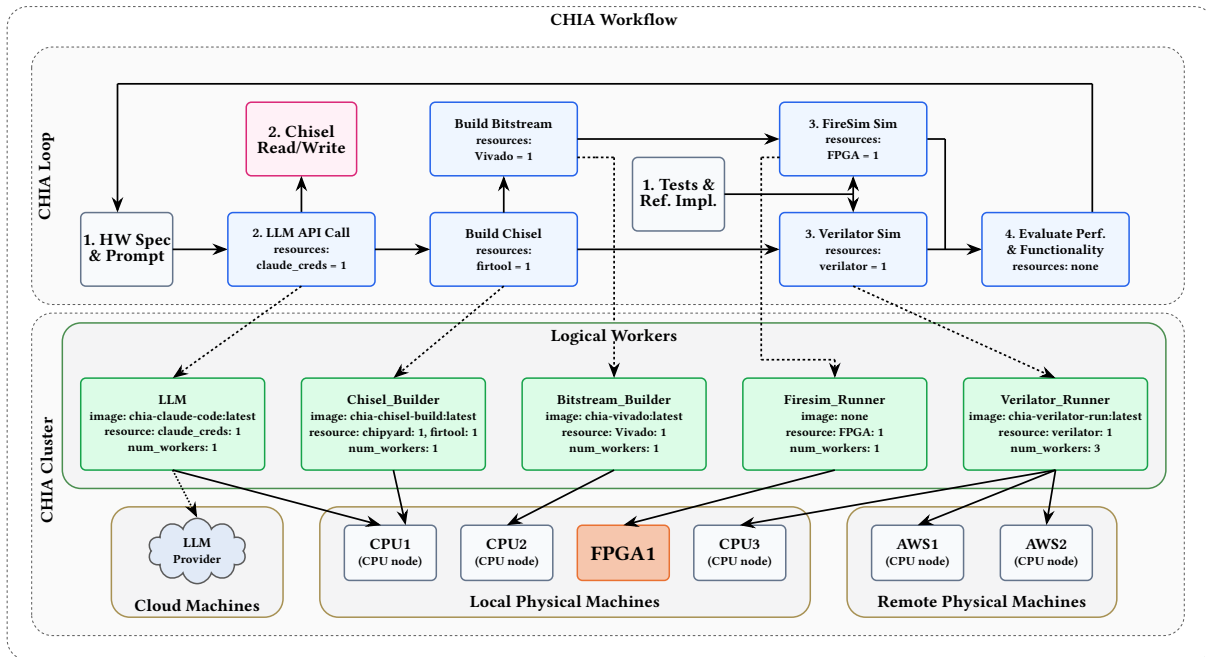 CHIA Workflow
CHIA Loop
2. Chisel
Read/Write
Build Bitstream
resources:
Vivado = 1
3. FireSim Sim
resources:
FPGA = 1
1. Tests &
Ref. Impl.
1. HW Spec
& Prompt
2. LLM API Call
resources:
claude_creds = 1
Build Chisel
resources:
firtool = 1
3. Verilator Sim
resources:
verilator = 1
4. Evaluate Perf.
& Functionality
resources: none
CHIA Cluster
Logical Workers
LLM
image: chia-claude-code:latest
resource: claude_creds: 1
num_workers: 1
Chisel_Builder
image: chia-chisel-build:latest
resource: chipyard: 1, firtool: 1
num_workers: 1
Bitstream_Builder
image: chia-vivado:latest
resource: Vivado: 1
num_workers: 1
Firesim_Runner
image: none
resource: FPGA: 1
num_workers: 1
Verilator_Runner
image: chia-verilator-run:latest
resource: verilator: 1
num_workers: 3
LLM
Provider
Cloud Machines
CPU1
(CPU node)
CPU2
(CPU node)
FPGA1
CPU3
(CPU node)
Local Physical Machines
AWS1
(CPU node)
AWS2
(CPU node)
Remote Physical Machines